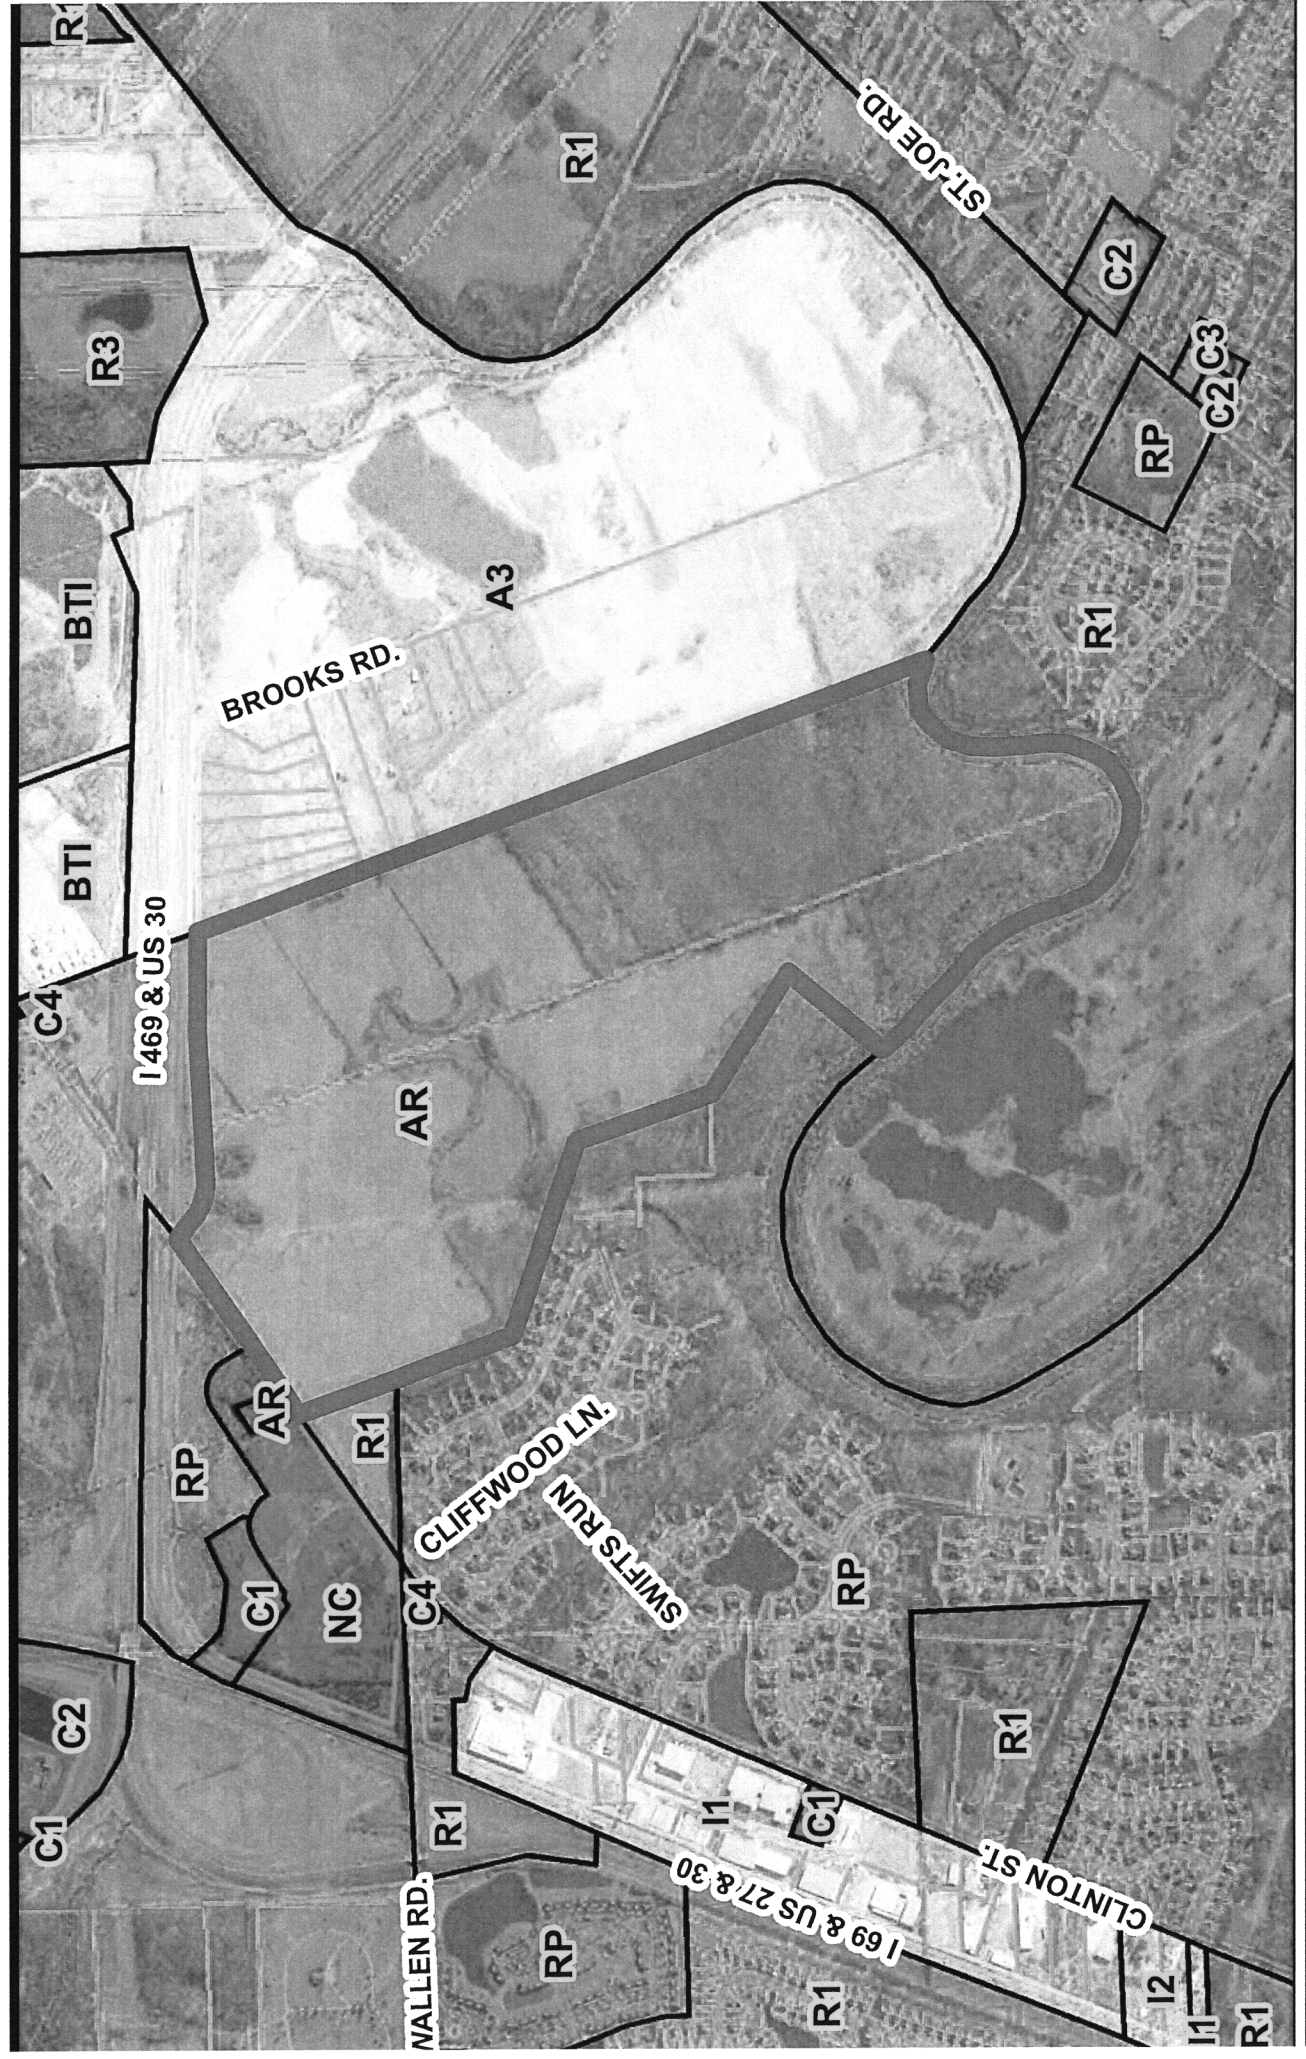 C1
C2
C4
R1
BTI
BTI
R3
I 469 & US 30
RP
C1
AR
BROOKS RD.
NC
R1
WALLEN RD.
C4
AR
R1
CLIFFWOOD LN.
A3
RP
R1
SWIFTS RUN
I1
I 69 & US 27 & 30
C1
R1
RP
ST. JOE RD.
R1
CLINTON ST.
R1
C2
RP
I2
I1
C3
C2
R1